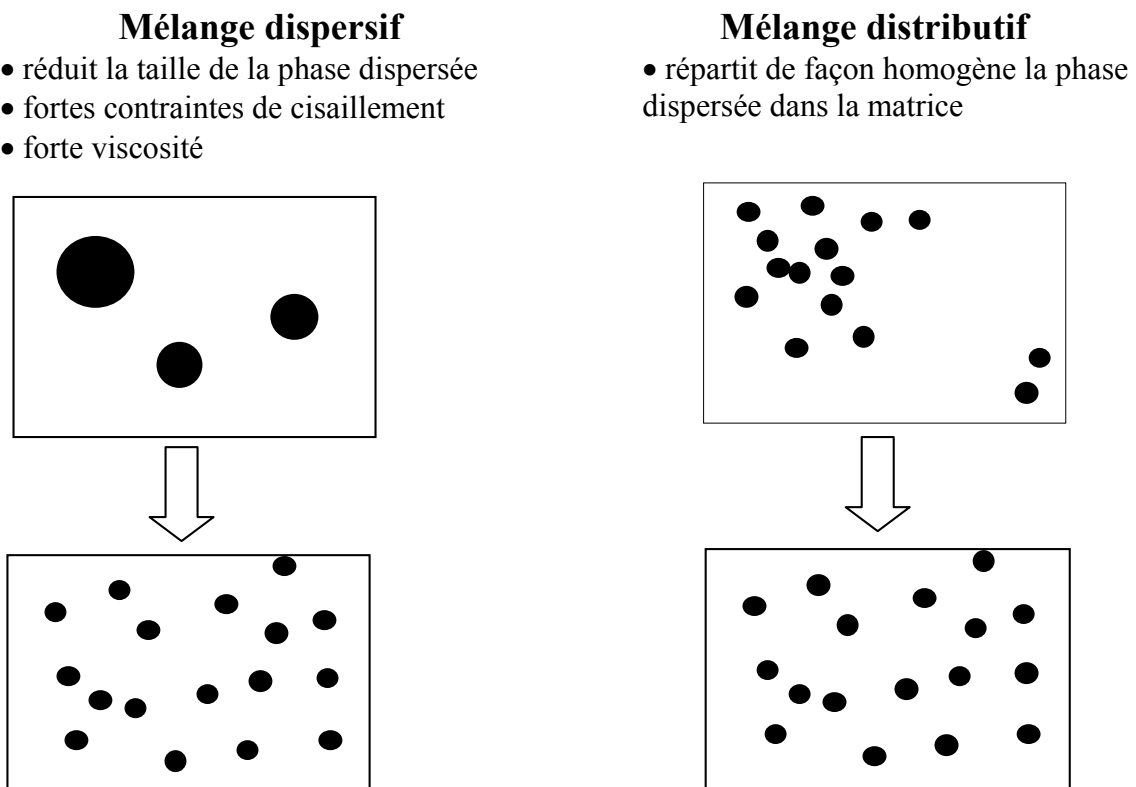 Mélange dispersif
• réduit la taille de la phase dispersée
• fortes contraintes de cisaillement
• forte viscosité
Mélange distributif
• répartit de façon homogène la phase
dispersée dans la matrice